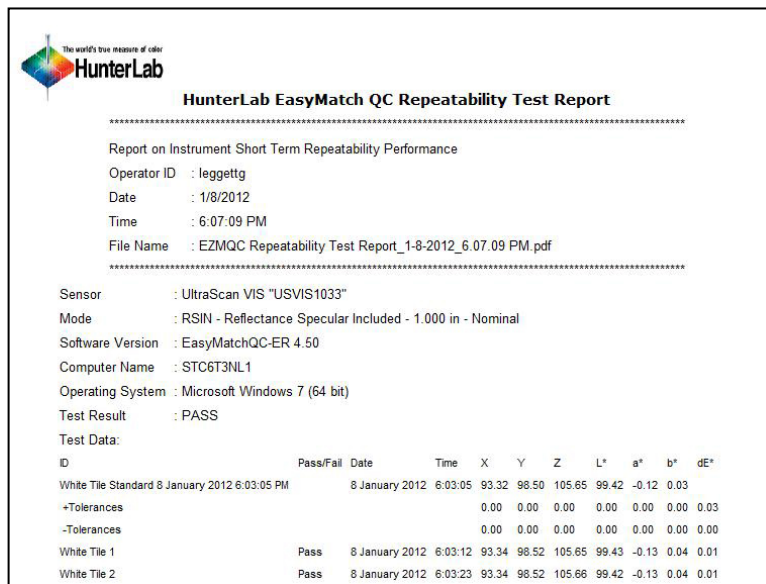 The world's true measure of color
HunterLab
HunterLab EasyMatch QC Repeatability Test Report
********************************************************************************************************************
Report on Instrument Short Term Repeatability Performance
Operator ID : leggettg
Date : 1/8/2012
Time : 6:07:09 PM
File Name : EZMQC Repeatability Test Report_1-8-2012_6.07.09 PM.pdf
********************************************************************************************************************
Sensor : UltraScan VIS "USVIS1033"
Mode : RSIN - Reflectance Specular Included - 1.000 in - Nominal
Software Version : EasyMatchQC-ER 4.50
Computer Name : STC6T3NL1
Operating System : Microsoft Windows 7 (64 bit)
Test Result : PASS
Test Data:
ID Pass/Fail Date Time X Y Z L* a* b* dE*
White Tile Standard 8 January 2012 6:03:05 PM 8 January 2012 6:03:05 93.32 98.50 105.65 99.42 -0.12 0.03
+Tolerances 0.00 0.00 0.00 0.00 0.00 0.00 0.03
-Tolerances 0.00 0.00 0.00 0.00 0.00 0.00 0.00
White Tile 1 Pass 8 January 2012 6:03:12 93.34 98.52 105.65 99.43 -0.13 0.04 0.01
White Tile 2 Pass 8 January 2012 6:03:23 93.34 98.52 105.66 99.42 -0.13 0.04 0.01